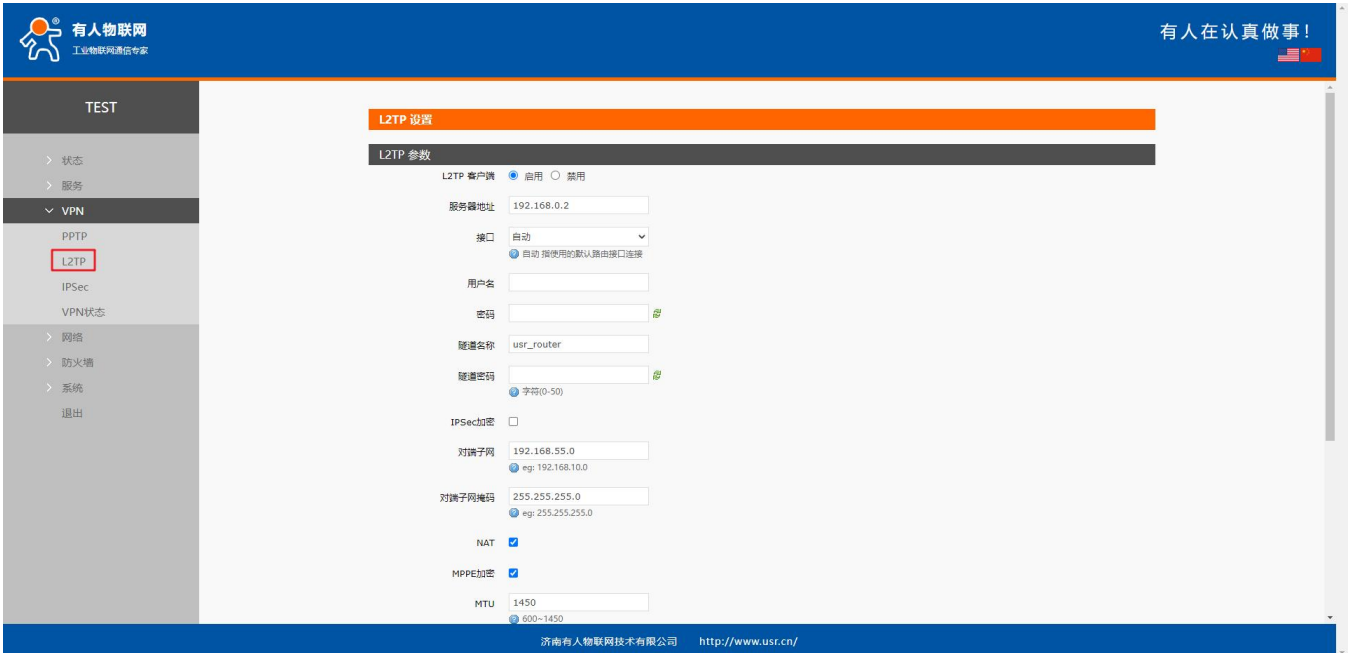 有人物联网
®
工业物联网通信专家
有人在认真做事！
TEST
状态
服务
VPN
PPTP
L2TP
IPSec
VPN状态
网络
防火墙
系统
退出
L2TP 设置
L2TP 参数
L2TP 客户端 启用 禁用
服务器地址 192.168.0.2
接口 自动
自动 指使用的默认路由接口连接
用户名
密码
隧道名称 usr_router
隧道密码
字符(0-50)
IPSec加密
对端子网 192.168.55.0
eg: 192.168.10.0
对端子网掩码 255.255.255.0
eg: 255.255.255.0
NAT
MPPE加密
MTU 1450
600~1450
济南有人物联网技术有限公司 http://www.usr.cn/